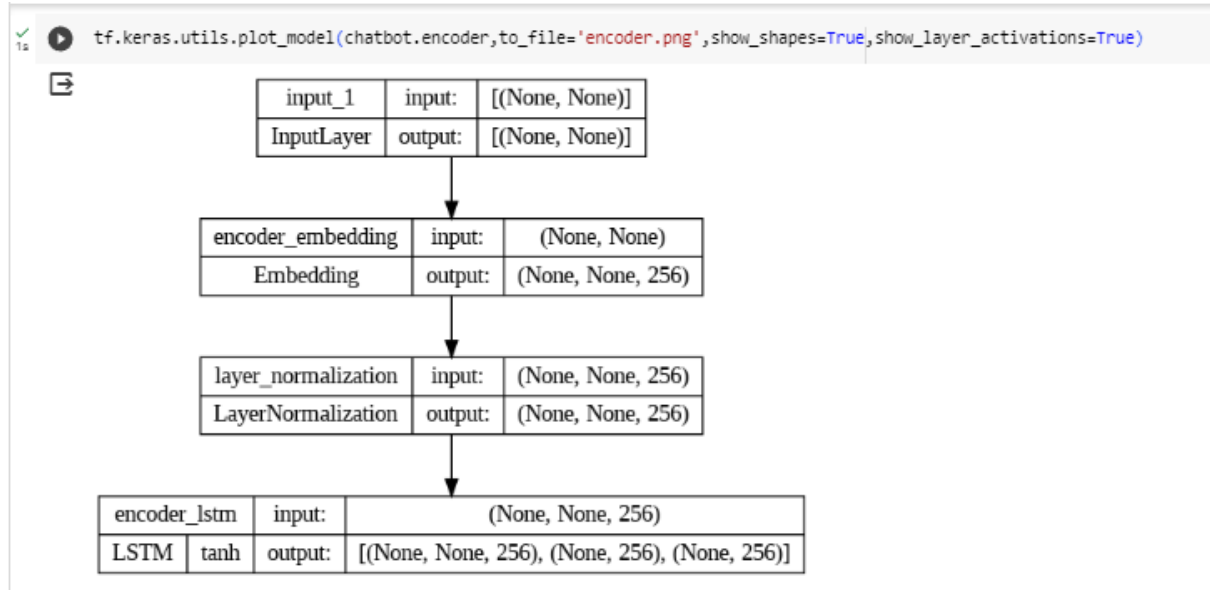 1s tf.keras.utils.plot_model(chatbot.encoder,to_file='encoder.png',show_shapes=True,show_layer_activations=True)
input_1 input: [(None, None)]
InputLayer output: [(None, None)]
encoder_embedding input: (None, None)
Embedding output: (None, None, 256)
layer_normalization input: (None, None, 256)
LayerNormalization output: (None, None, 256)
encoder_lstm input: (None, None, 256)
LSTM tanh output: [(None, None, 256), (None, 256), (None, 256)]